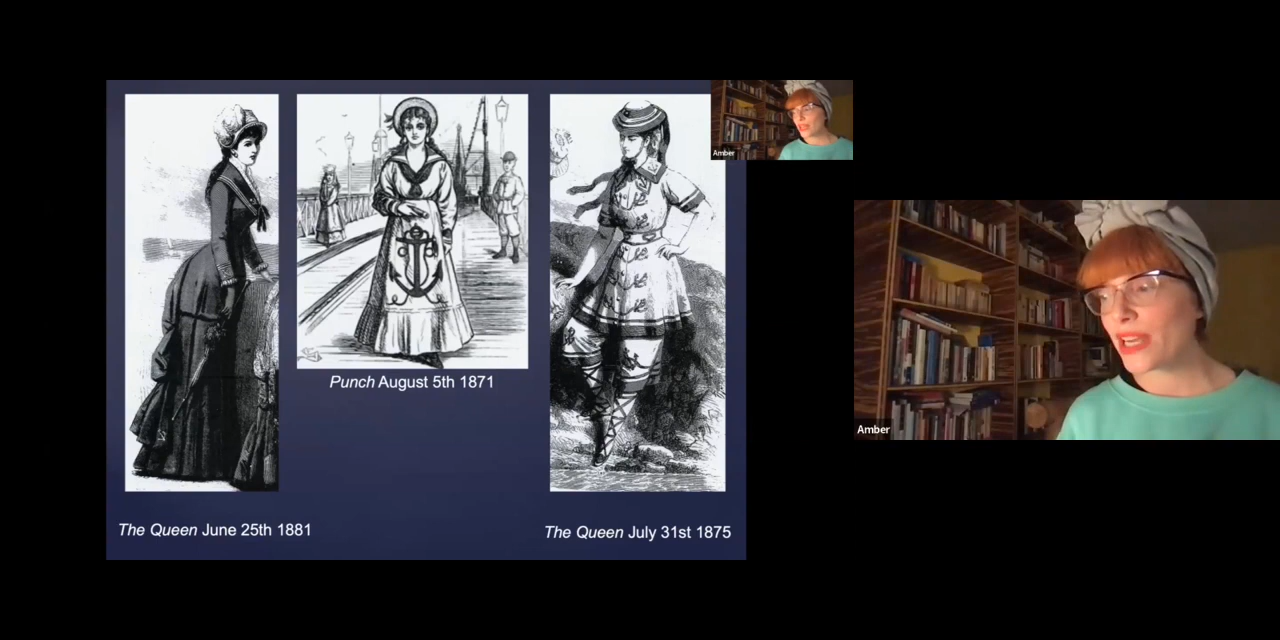 Amber
Punch August 5th 1871
Amber
The Queen June 25th 1881
The Queen July 31st 1875